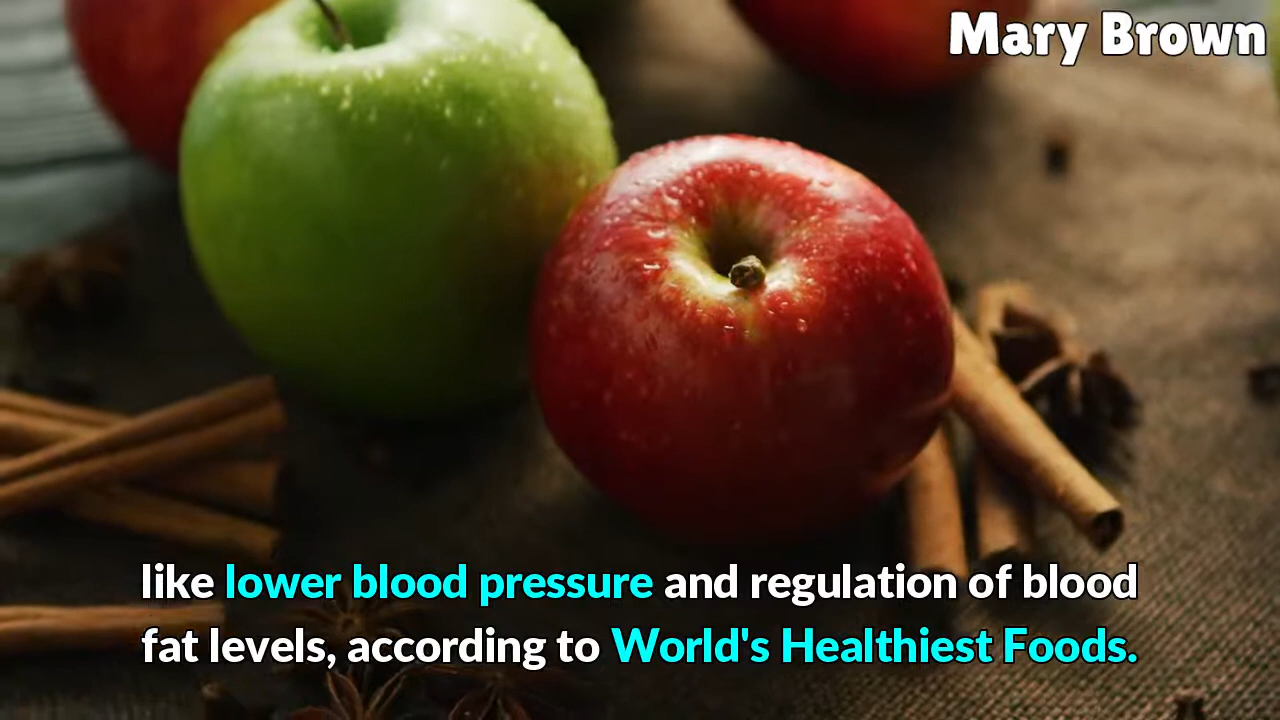 Mary Brown
like lower blood pressure and regulation of blood
fat levels, according to World's Healthiest Foods.